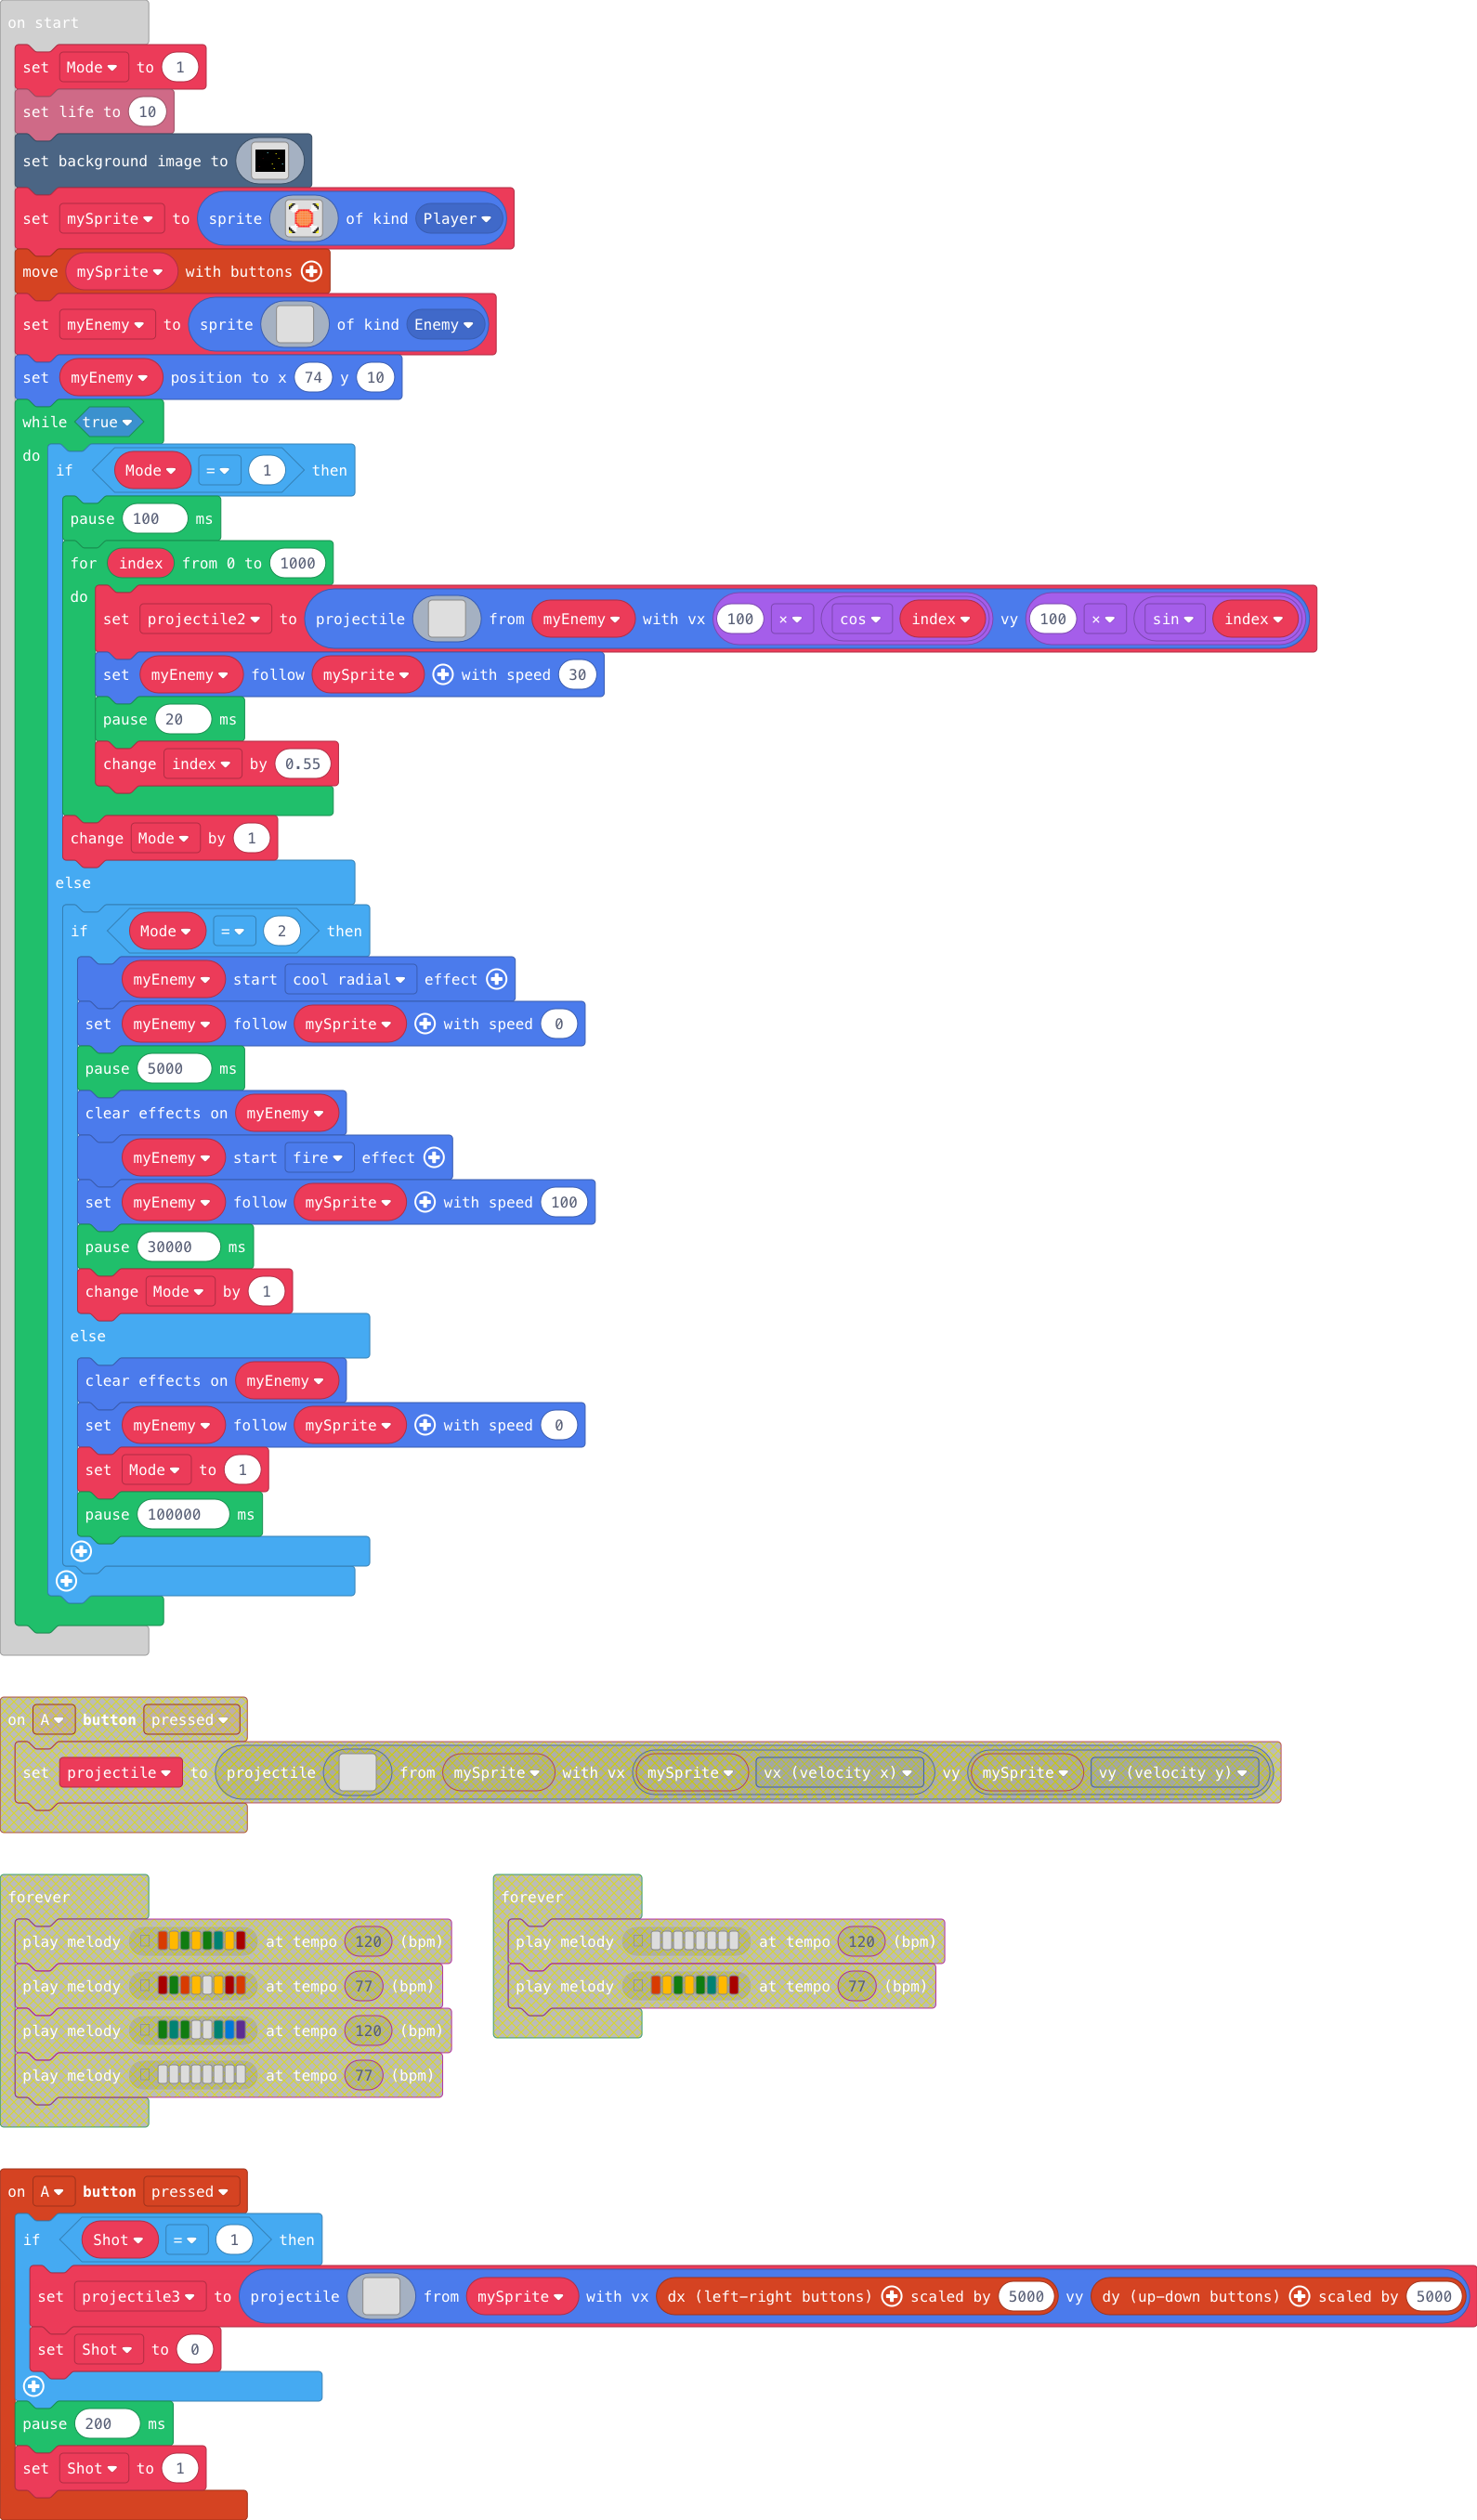 on start
set Mode to 1
set life to 10
set background image to
set mySprite to sprite of kind Player
move mySprite with buttons
set myEnemy to sprite of kind Enemy
set myEnemy position to x 74 y 10
while true
do
if Mode = 1 then
pause 100 ms
for index from 0 to 1000
do
set projectile2 to projectile from myEnemy with vx 100 × cos index vy 100 × sin index
set myEnemy follow mySprite with speed 30
pause 20 ms
change index by 0.55
change Mode by 1
else
if Mode = 2 then
myEnemy start cool radial effect
set myEnemy follow mySprite with speed 0
pause 5000 ms
clear effects on myEnemy
myEnemy start fire effect
set myEnemy follow mySprite with speed 100
pause 30000 ms
change Mode by 1
else
clear effects on myEnemy
set myEnemy follow mySprite with speed 0
set Mode to 1
pause 100000 ms
on A button pressed
set projectile to projectile from mySprite with vx mySprite vx (velocity x) vy mySprite vy (velocity y)
forever
play melody at tempo 120 (bpm)
play melody at tempo 77 (bpm)
play melody at tempo 120 (bpm)
play melody at tempo 77 (bpm)
forever
play melody at tempo 120 (bpm)
play melody at tempo 77 (bpm)
on A button pressed
if Shot = 1 then
set projectile3 to projectile from mySprite with vx dx (left-right buttons) scaled by 5000 vy dy (up-down buttons) scaled by 5000
set Shot to 0
pause 200 ms
set Shot to 1